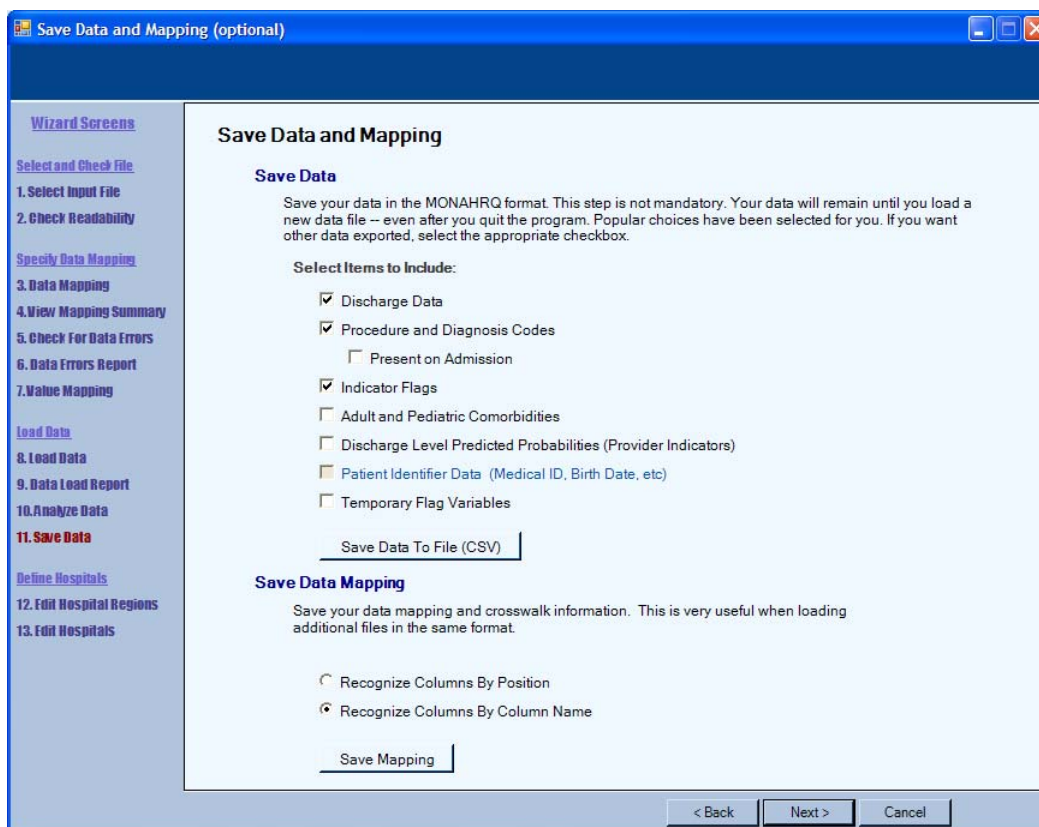 Save Data and Mapping (optional)
Wizard Screens
Select and Check File
1. Select Input File
2. Check Readability
Specify Data Mapping
3. Data Mapping
4. View Mapping Summary
5. Check For Data Errors
6. Data Errors Report
7. Value Mapping
Load Data
8. Load Data
9. Data Load Report
10. Analyze Data
11. Save Data
Define Hospitals
12. Edit Hospital Regions
13. Edit Hospitals
Save Data and Mapping
Save Data
Save your data in the MONAHRQ format. This step is not mandatory. Your data will remain until you load a
new data file -- even after you quit the program. Popular choices have been selected for you. If you want
other data exported, select the appropriate checkbox.
Select Items to Include:
Discharge Data
Procedure and Diagnosis Codes
Present on Admission
Indicator Flags
Adult and Pediatric Comorbidities
Discharge Level Predicted Probabilities (Provider Indicators)
Patient Identifier Data (Medical ID, Birth Date, etc)
Temporary Flag Variables
Save Data To File (CSV)
Save Data Mapping
Save your data mapping and crosswalk information. This is very useful when loading
additional files in the same format.
Recognize Columns By Position
Recognize Columns By Column Name
Save Mapping
< Back
Next >
Cancel